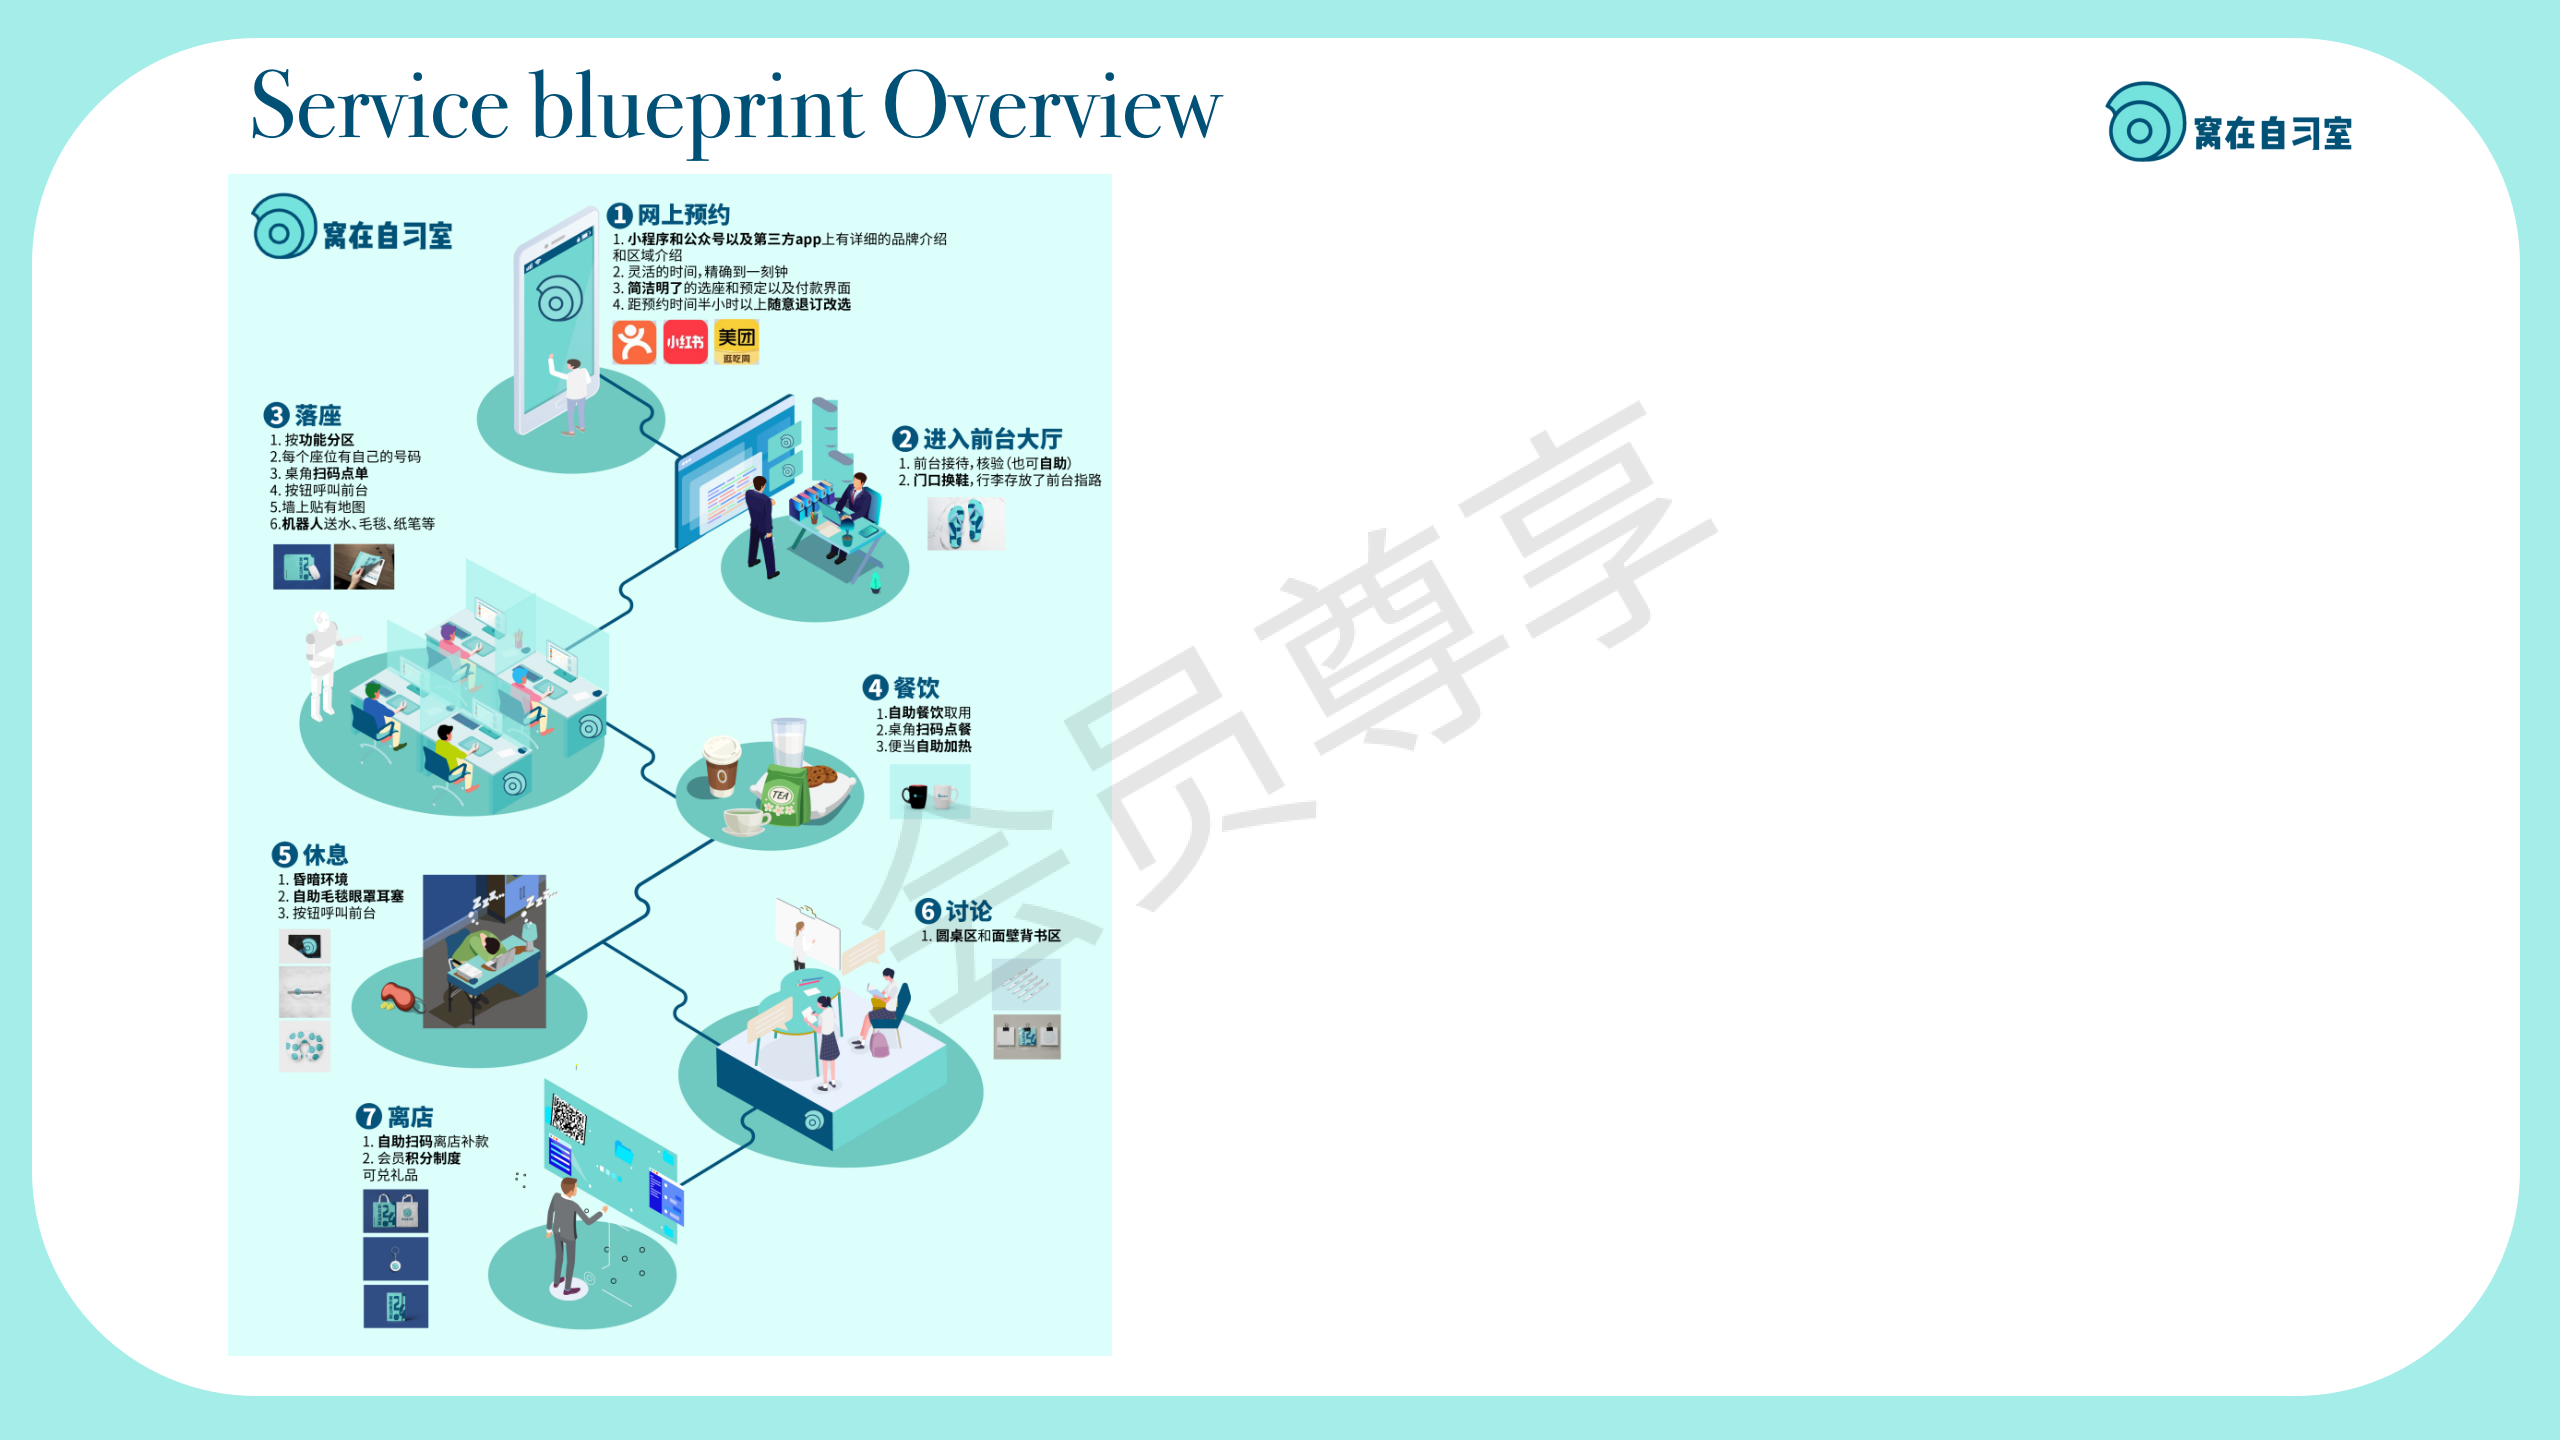 Service blueprint Overview
窝在自习室
窝在自习室
1 网上预约
1. 小程序和公众号以及第三方app上有详细的品牌介绍
和区域介绍
2. 灵活的时间，精确到一刻钟
3. 简洁明了的选座和预定以及付款界面
4. 距预约时间半小时以上随意退订改选
小红书
美团
逛吃周
2 进入前台大厅
1. 前台接待，核验（也可自助）
2. 门口换鞋，行李存放了前台指路
3 落座
1. 按功能分区
2.每个座位有自己的号码
3. 桌角扫码点单
4. 按钮呼叫前台
5.墙上贴有地图
6.机器人送水、毛毯、纸笔等
4 餐饮
1.自助餐饮取用
2.桌角扫码点餐
3.便当自助加热
TEA
5 休息
1. 昏暗环境
2. 自助毛毯眼罩耳塞
3. 按钮呼叫前台
zzz...
zzz...
6 讨论
1. 圆桌区和面壁背书区
7 离店
1. 自助扫码离店补款
2. 会员积分制度
可兑礼品
会员尊享